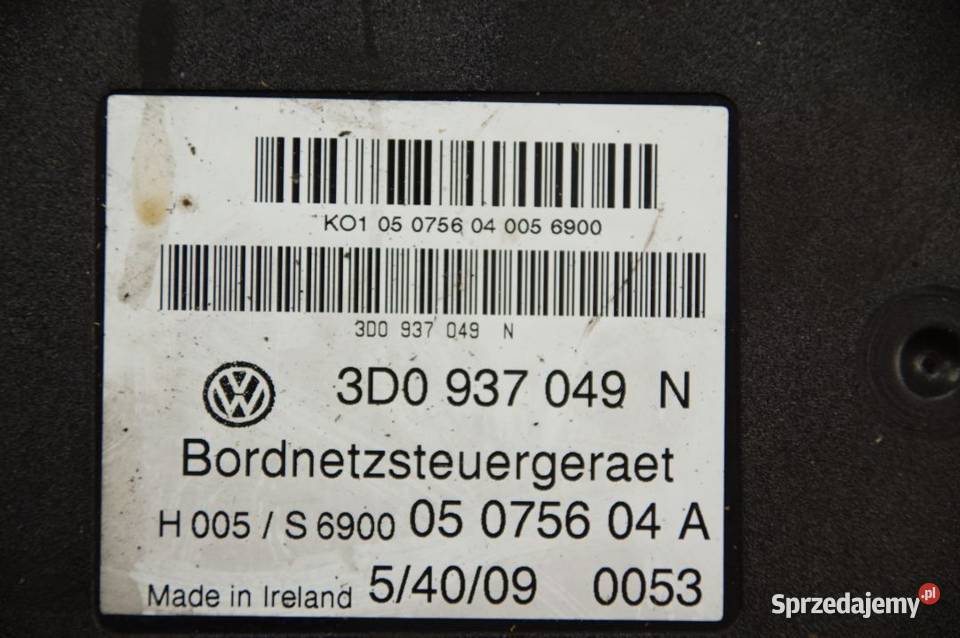 KO1 05 0756 04 005 6900
3D0 937 049 N
3D0 937 049 N
Bordnetzsteuergeraet
H 005 / S 6900 05 0756 04 A
Made in Ireland 5/40/09 0053
Sprzedajemy.pl